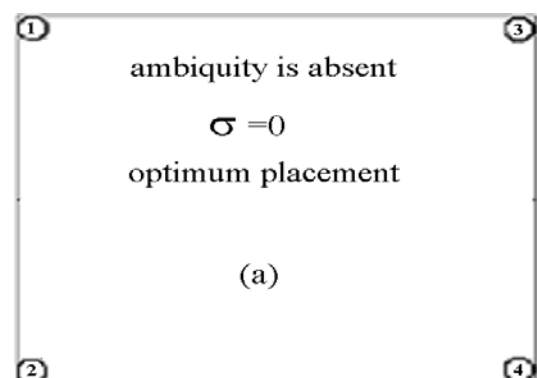 1 3
ambiquity is absent
σ =0
optimum placement
(a)
2 4